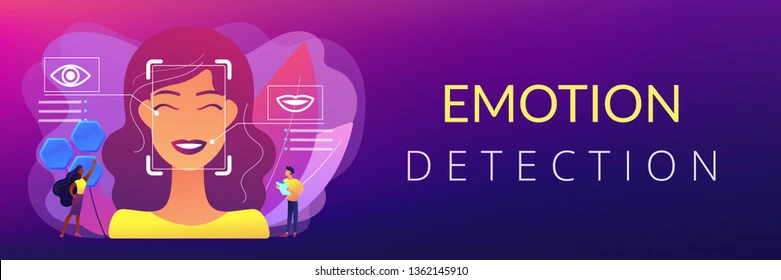 EMOTION
DETECTION
shutterstock.com · 1362145910